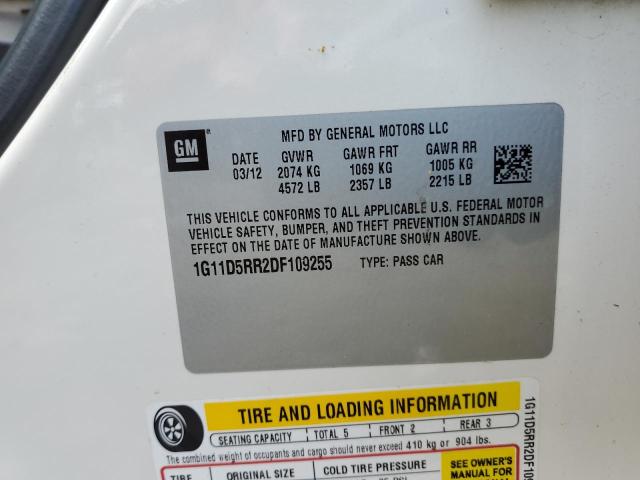 GM
MFD BY GENERAL MOTORS LLC
DATE GVWR GAWR FRT GAWR RR
03/12 2074 KG 1069 KG 1005 KG
4572 LB 2357 LB 2215 LB
THIS VEHICLE CONFORMS TO ALL APPLICABLE U.S. FEDERAL MOTOR
VEHICLE SAFETY, BUMPER, AND THEFT PREVENTION STANDARDS IN
EFFECT ON THE DATE OF MANUFACTURE SHOWN ABOVE.
1G11D5RR2DF109255 TYPE: PASS CAR
TIRE AND LOADING INFORMATION
SEATING CAPACITY TOTAL 5 FRONT 2 REAR 3
The combined weight of occupants and cargo should never exceed 410 kg or 904 lbs.
TIRE ORIGINAL SIZE COLD TIRE PRESSURE
SEE OWNER'S
MANUAL FOR
1G11D5RR2DF109